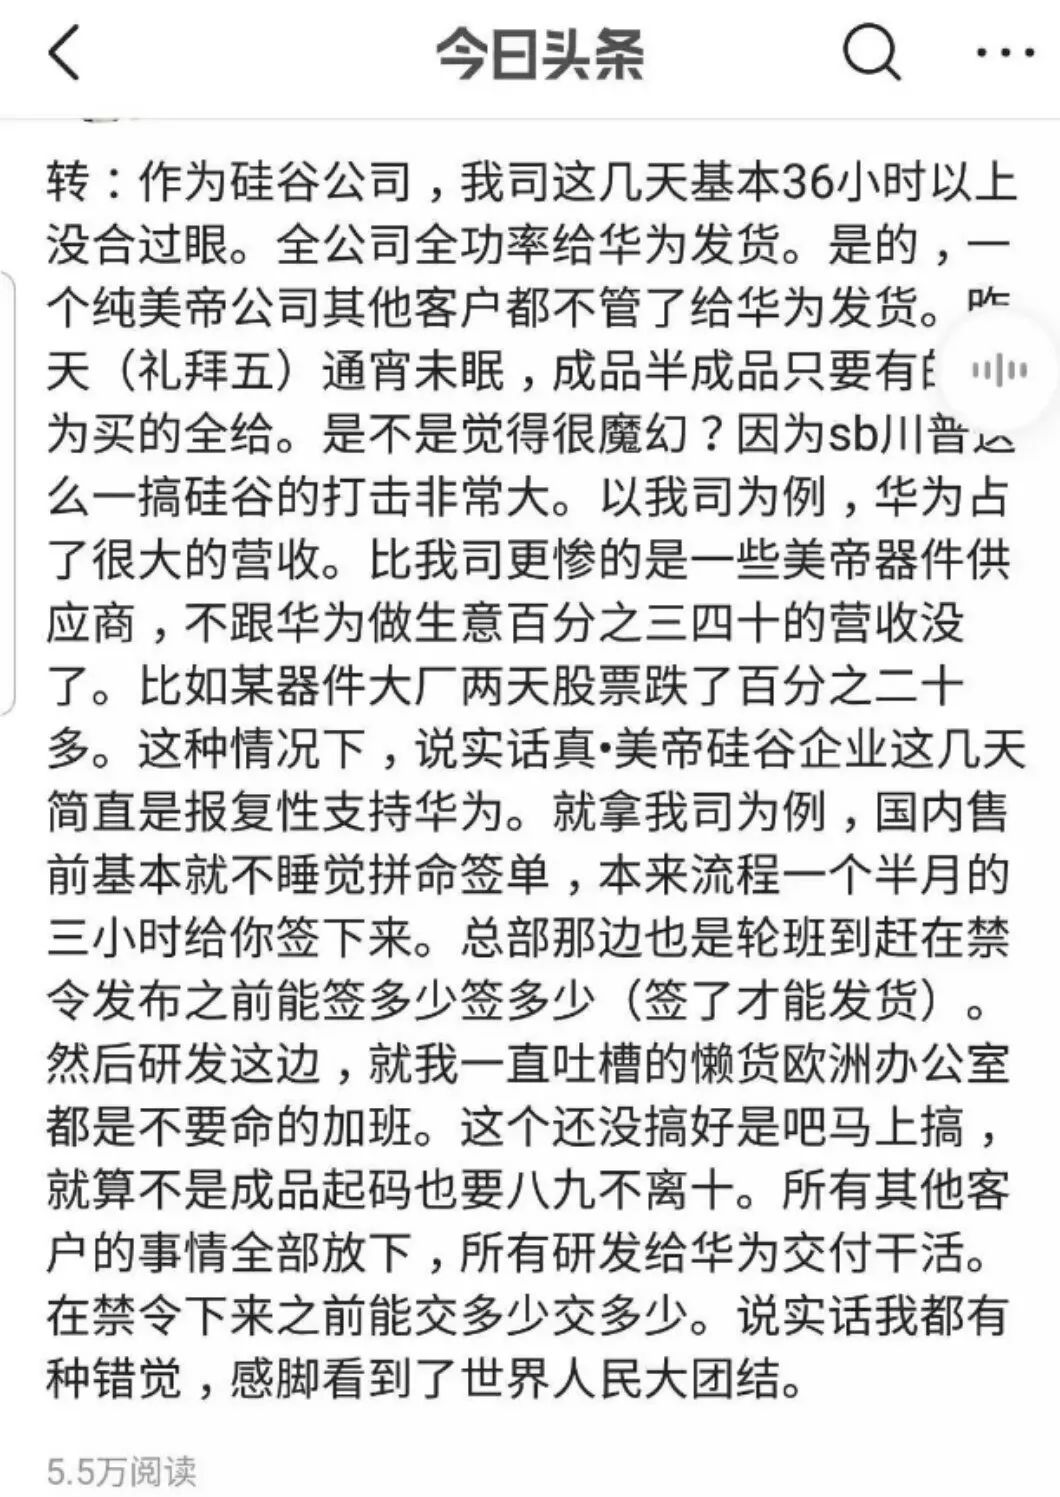 今日头条
转：作为硅谷公司，我司这几天基本36小时以上
没合过眼。全公司全功率给华为发货。是的，一
个纯美帝公司其他客户都不管了给华为发货。昨
天（礼拜五）通宵未眠，成品半成品只要有
为买的全给。是不是觉得很魔幻？因为sb川普这
么一搞硅谷的打击非常大。以我司为例，华为占
了很大的营收。比我司更惨的是一些美帝器件供
应商，不跟华为做生意百分之三四十的营收没
了。比如某器件大厂两天股票跌了百分之二十
多。这种情况下，说实话真•美帝硅谷企业这几天
简直是报复性支持华为。就拿我司为例，国内售
前基本就不睡觉拼命签单，本来流程一个半月的
三小时给你签下来。总部那边也是轮班到赶在禁
令发布之前能签多少签多少（签了才能发货）。
然后研发这边，就我一直吐槽的懒货欧洲办公室
都是不要命的加班。这个还没搞好是吧马上搞，
就算不是成品起码也要八九不离十。所有其他客
户的事情全部放下，所有研发给华为交付干活。
在禁令下来之前能交多少交多少。说实话我都有
种错觉，感脚看到了世界人民大团结。
5.5万阅读